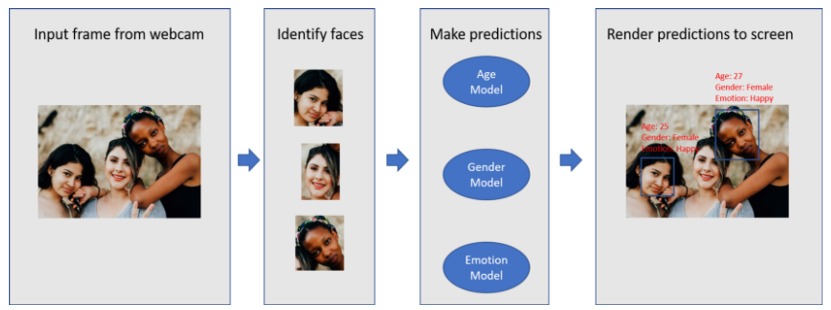 Input frame from webcam
Identify faces
Make predictions
Render predictions to screen
Age
Model
Gender
Model
Emotion
Model
Age: 27
Gender: Female
Emotion: Happy
Age: 25
Gender: Female
Emotion: Happy